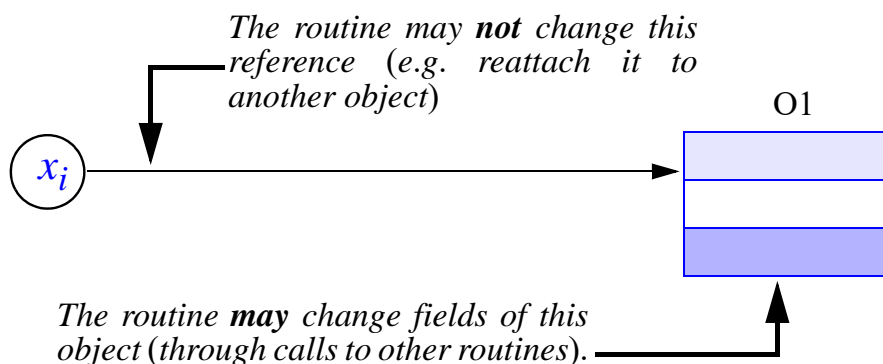 The routine may not change this
reference (e.g. reattach it to
another object)
O1
xi
The routine may change fields of this
object (through calls to other routines).